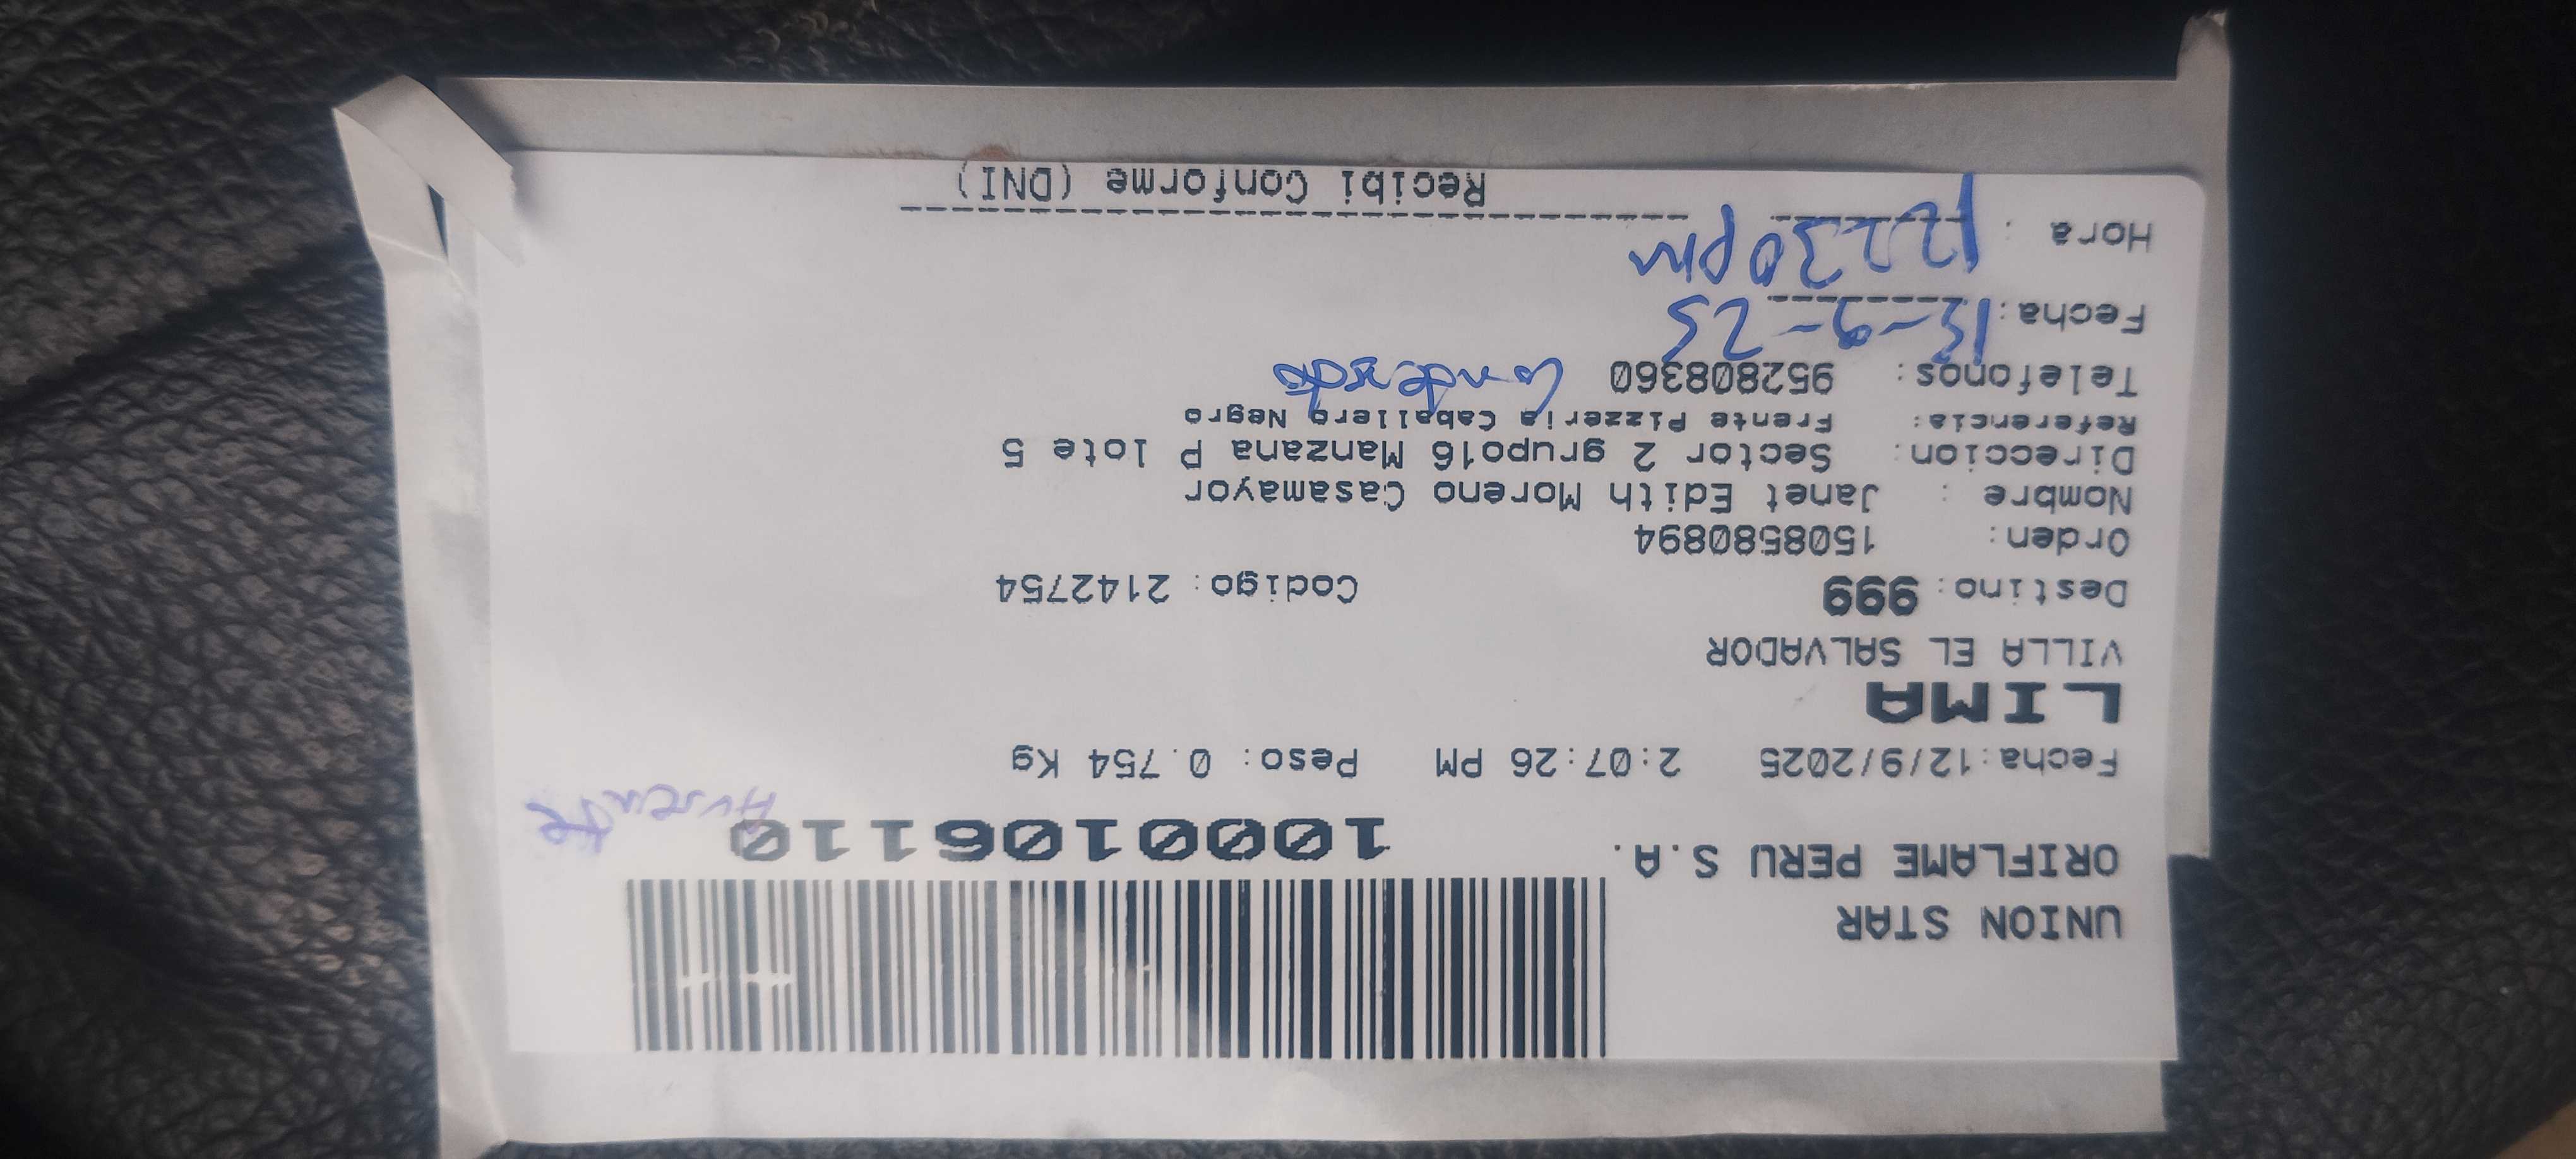 UNION STAR
ORIFLAME PERU S.A.
1000106110
Ausente
Fecha:12/9/2025 2:07:26 PM Peso: 0.754 Kg
LIMA
VILLA EL SALVADOR
Destino: 999 Codigo: 2142754
Orden: 1508580894
Nombre : Janet Edith Moreno Casamayor
Direccion: Sector 2 grupo16 Manzana P lote 5
Referencia: Frente Pizzeria Caballero Negro
Telefonos: 952808360
Fecha: 13-9-25
Hora : 12:30pm
Recibi Conforme (DNI)